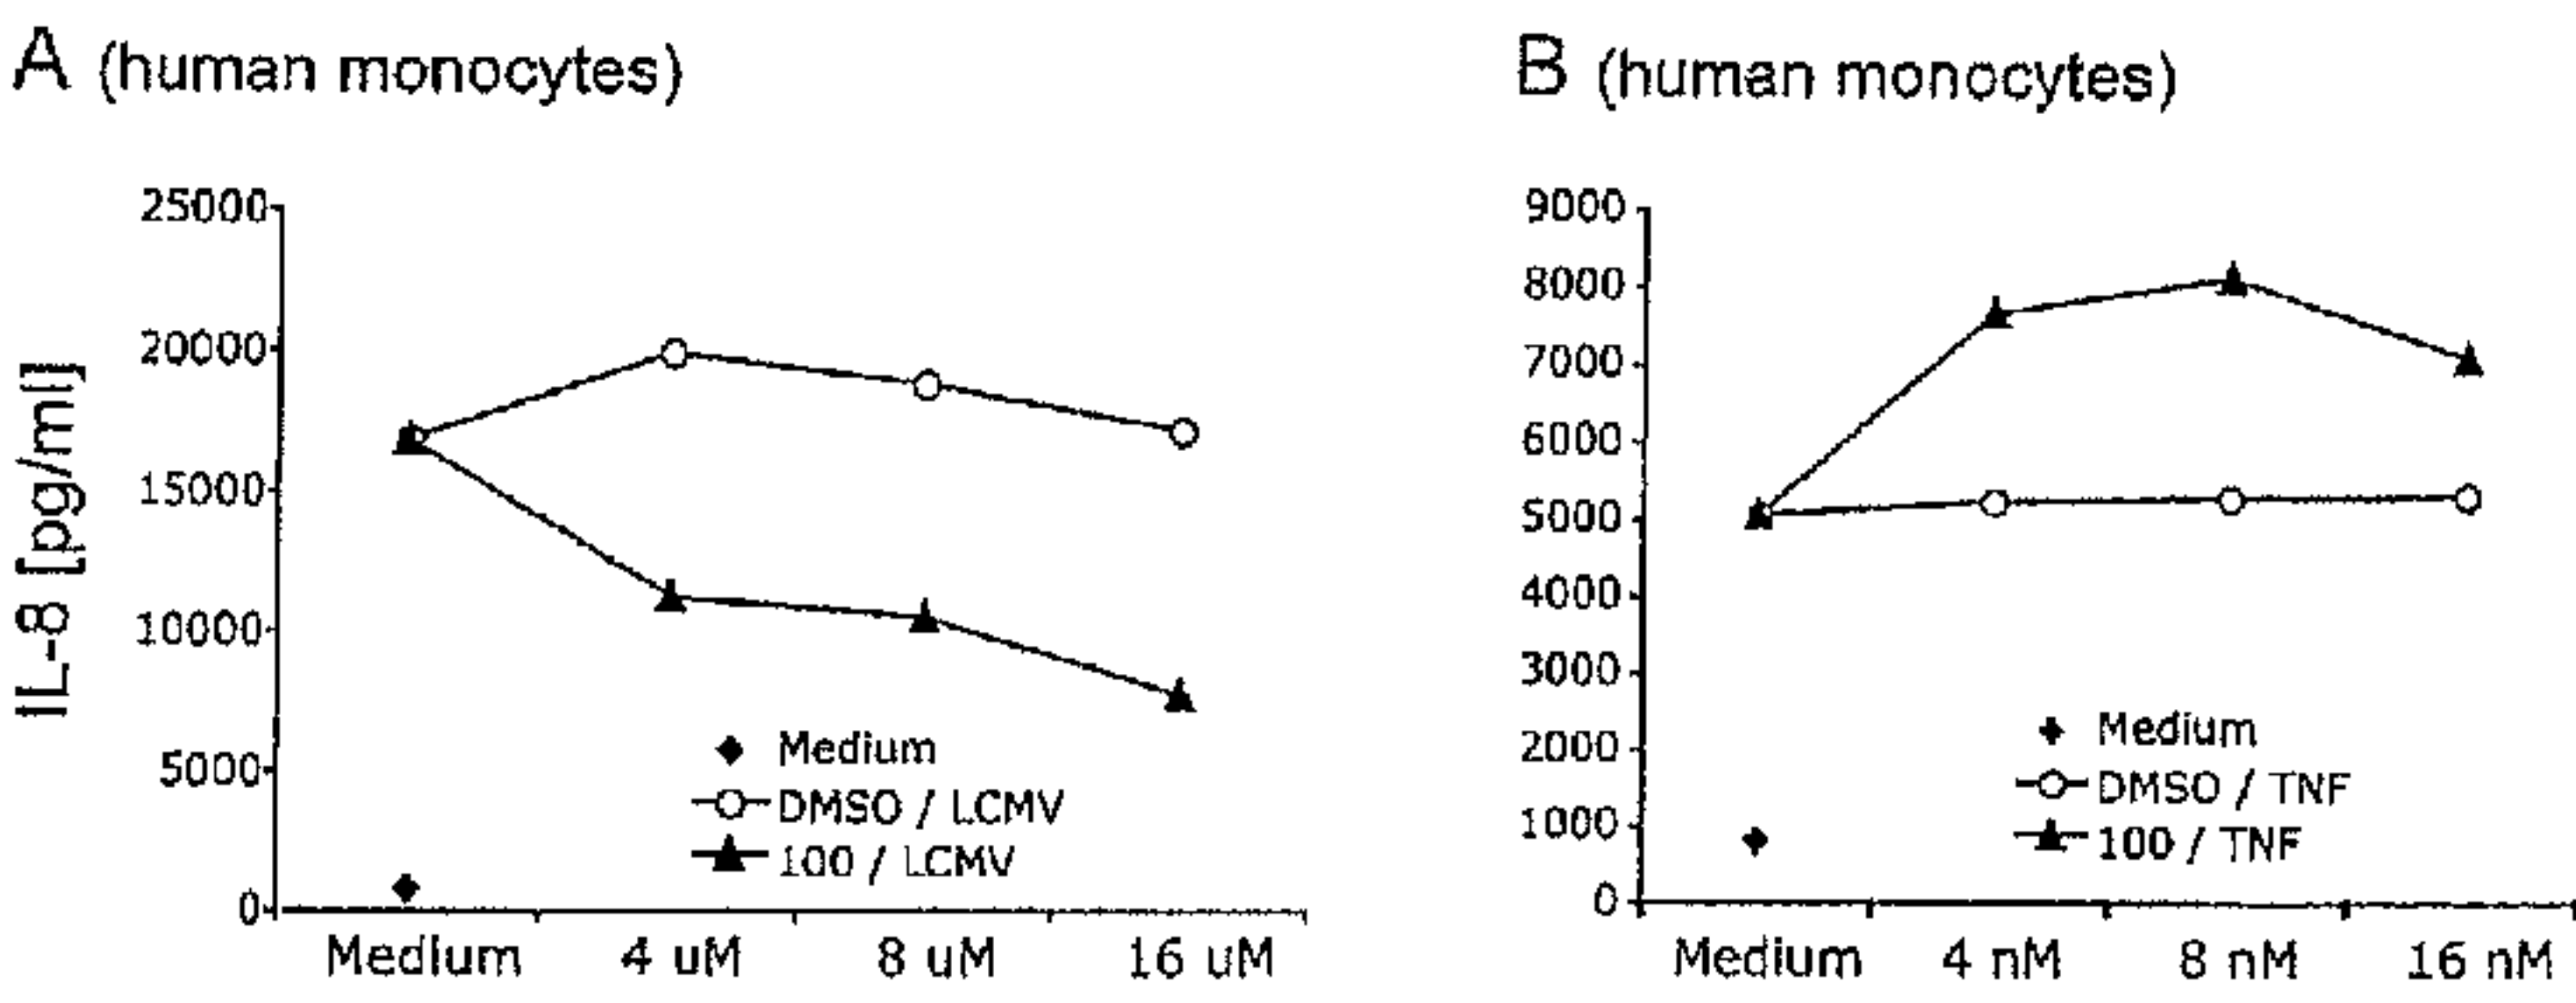 A (human monocytes)
IL-8 [pg/ml]
25000
20000
15000
10000
5000
0
Medium
DMSO / LCMV
100 / LCMV
Medium 4 uM 8 uM 16 uM
B (human monocytes)
9000
8000
7000
6000
5000
4000
3000
2000
1000
0
Medium
DMSO / TNF
100 / TNF
Medium 4 nM 8 nM 16 nM